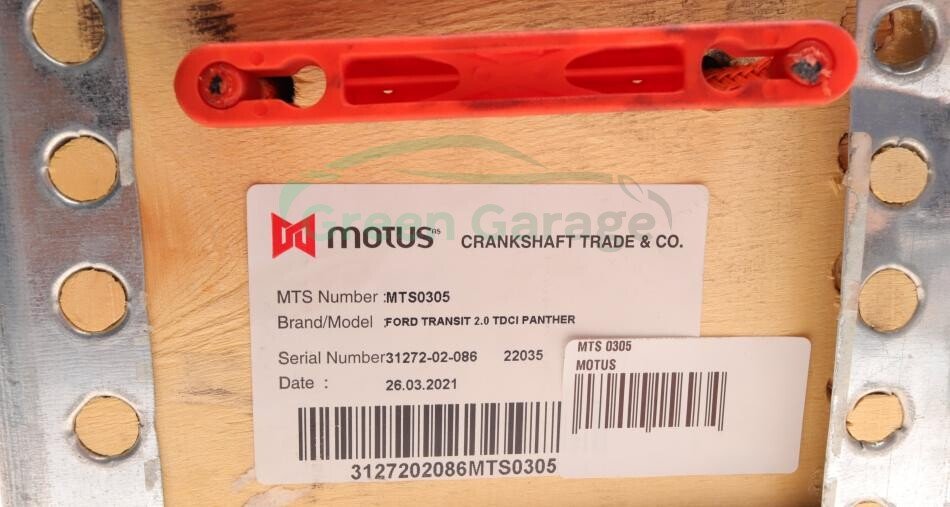 Green Garage
motus AS CRANKSHAFT TRADE & CO.
MTS Number :MTS0305
Brand/Model :FORD TRANSIT 2.0 TDCI PANTHER
Serial Number31272-02-086 22035
Date : 26.03.2021
3127202086MTS0305
MTS 0305
MOTUS